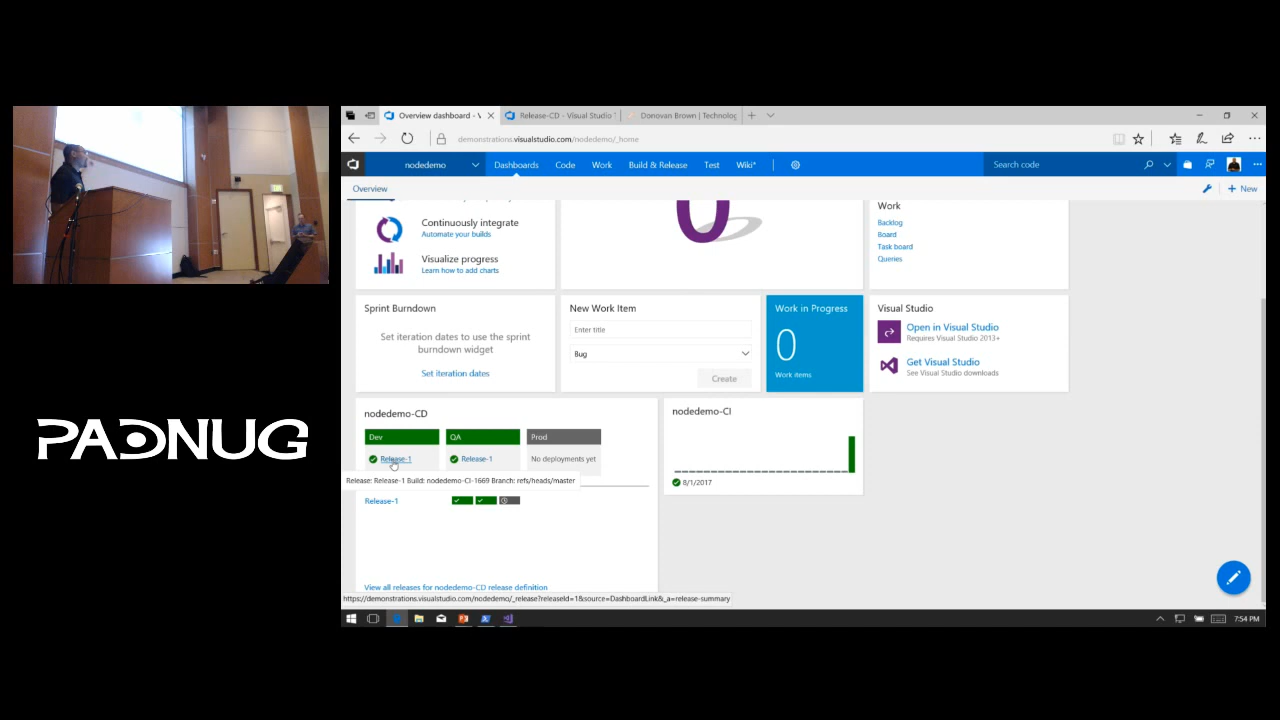 Overview dashboard - V
Release-CD - Visual Studio T
Donovan Brown | Technolog
demonstrations.visualstudio.com/nodedemo/_home
nodedemo
Dashboards
Code
Work
Build & Release
Test
Wiki*
Search code
Overview
New
Continuously integrate
Automate your builds
Visualize progress
Learn how to add charts
0
Work
Backlog
Board
Task board
Queries
Sprint Burndown
Set iteration dates to use the sprint
burndown widget
Set iteration dates
New Work Item
Enter title
Bug
Create
Work in Progress
0
Work items
Visual Studio
Open in Visual Studio
Requires Visual Studio 2013+
Get Visual Studio
See Visual Studio downloads
nodedemo-CD
Dev
QA
Prod
Release-1
Release-1
No deployments yet
Release: Release-1 Build: nodedemo-CI-1669 Branch: refs/heads/master
Release-1
View all releases for nodedemo-CD release definition
nodedemo-CI
8/1/2017
https://demonstrations.visualstudio.com/nodedemo/_release?releaseId=1&source=DashboardLink&_a=release-summary
7:54 PM
PADNUG